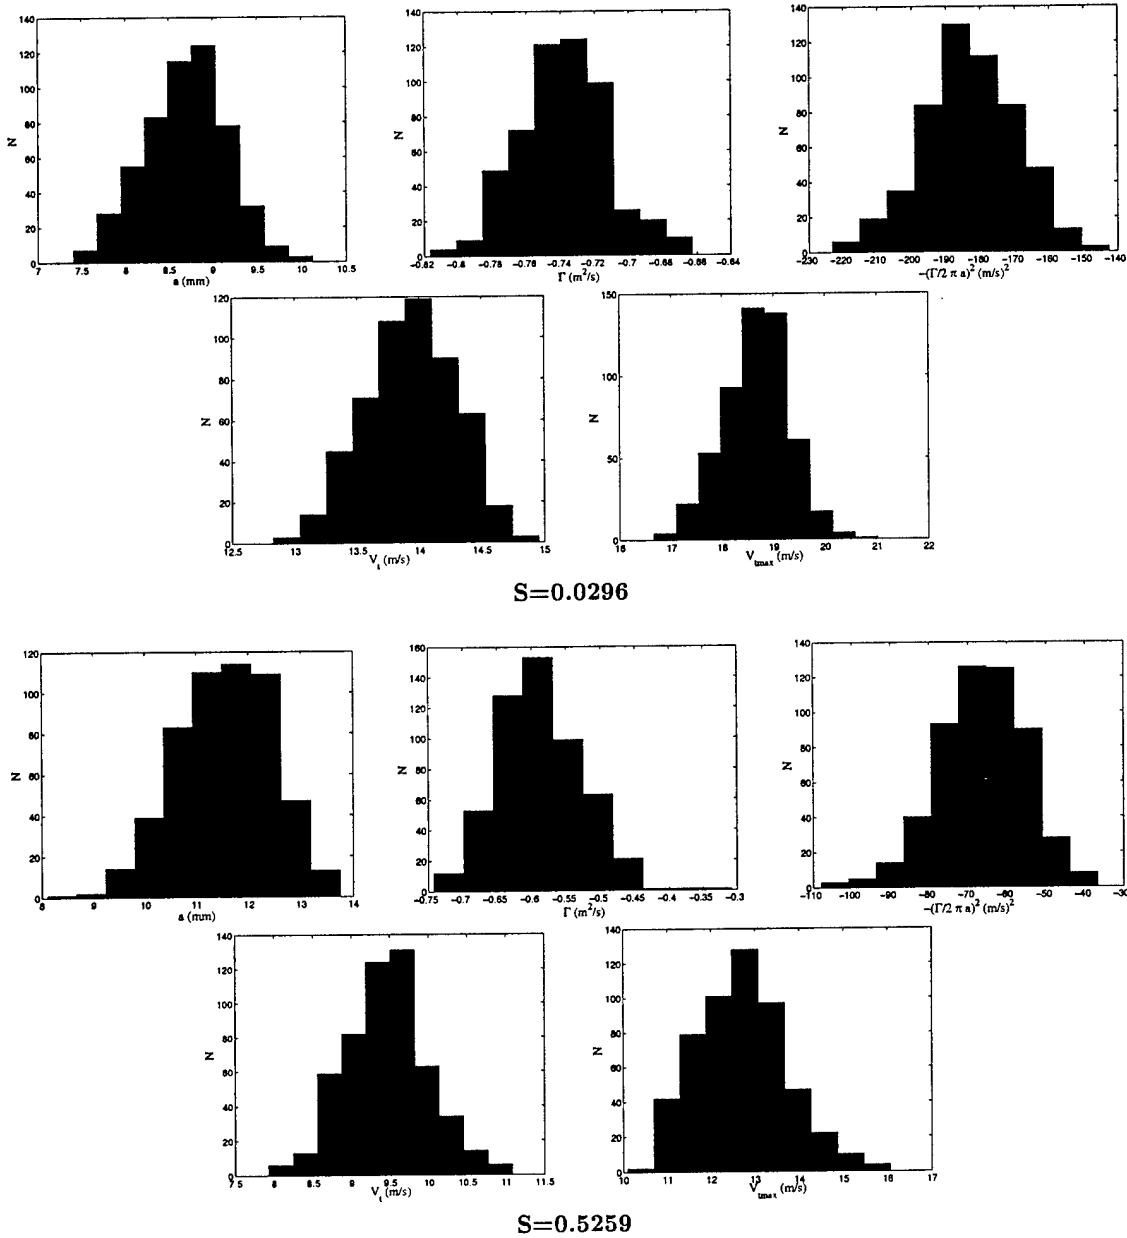 140
120
100
80
60
40
20
0
N
7 7.5 8 8.5 9 9.5 10 10.5
a (mm)
140
120
100
80
60
40
20
0
N
-0.82 -0.8 -0.78 -0.76 -0.74 -0.72 -0.7 -0.68 -0.66 -0.64
Γ (m²/s)
140
120
100
80
60
40
20
0
N
-230 -220 -210 -200 -190 -180 -170 -160 -150 -140
-(Γ/2 π a)² (m/s)²
120
100
80
60
40
20
0
N
12.5 13 13.5 14 14.5 15
V_t (m/s)
150
100
50
0
N
16 17 18 19 20 21 22
V_tmax (m/s)
S=0.0296
120
100
80
60
40
20
0
N
8 9 10 11 12 13 14
a (mm)
160
140
120
100
80
60
40
20
0
N
-0.75 -0.7 -0.65 -0.6 -0.55 -0.5 -0.45 -0.4 -0.35 -0.3
Γ (m²/s)
140
120
100
80
60
40
20
0
N
-110 -100 -90 -80 -70 -60 -50 -40 -30
-(Γ/2 π a)² (m/s)²
140
120
100
80
60
40
20
0
N
7.5 8 8.5 9 9.5 10 10.5 11 11.5
V_t (m/s)
140
120
100
80
60
40
20
0
N
10 11 12 13 14 15 16 17
V_tmax (m/s)
S=0.5259